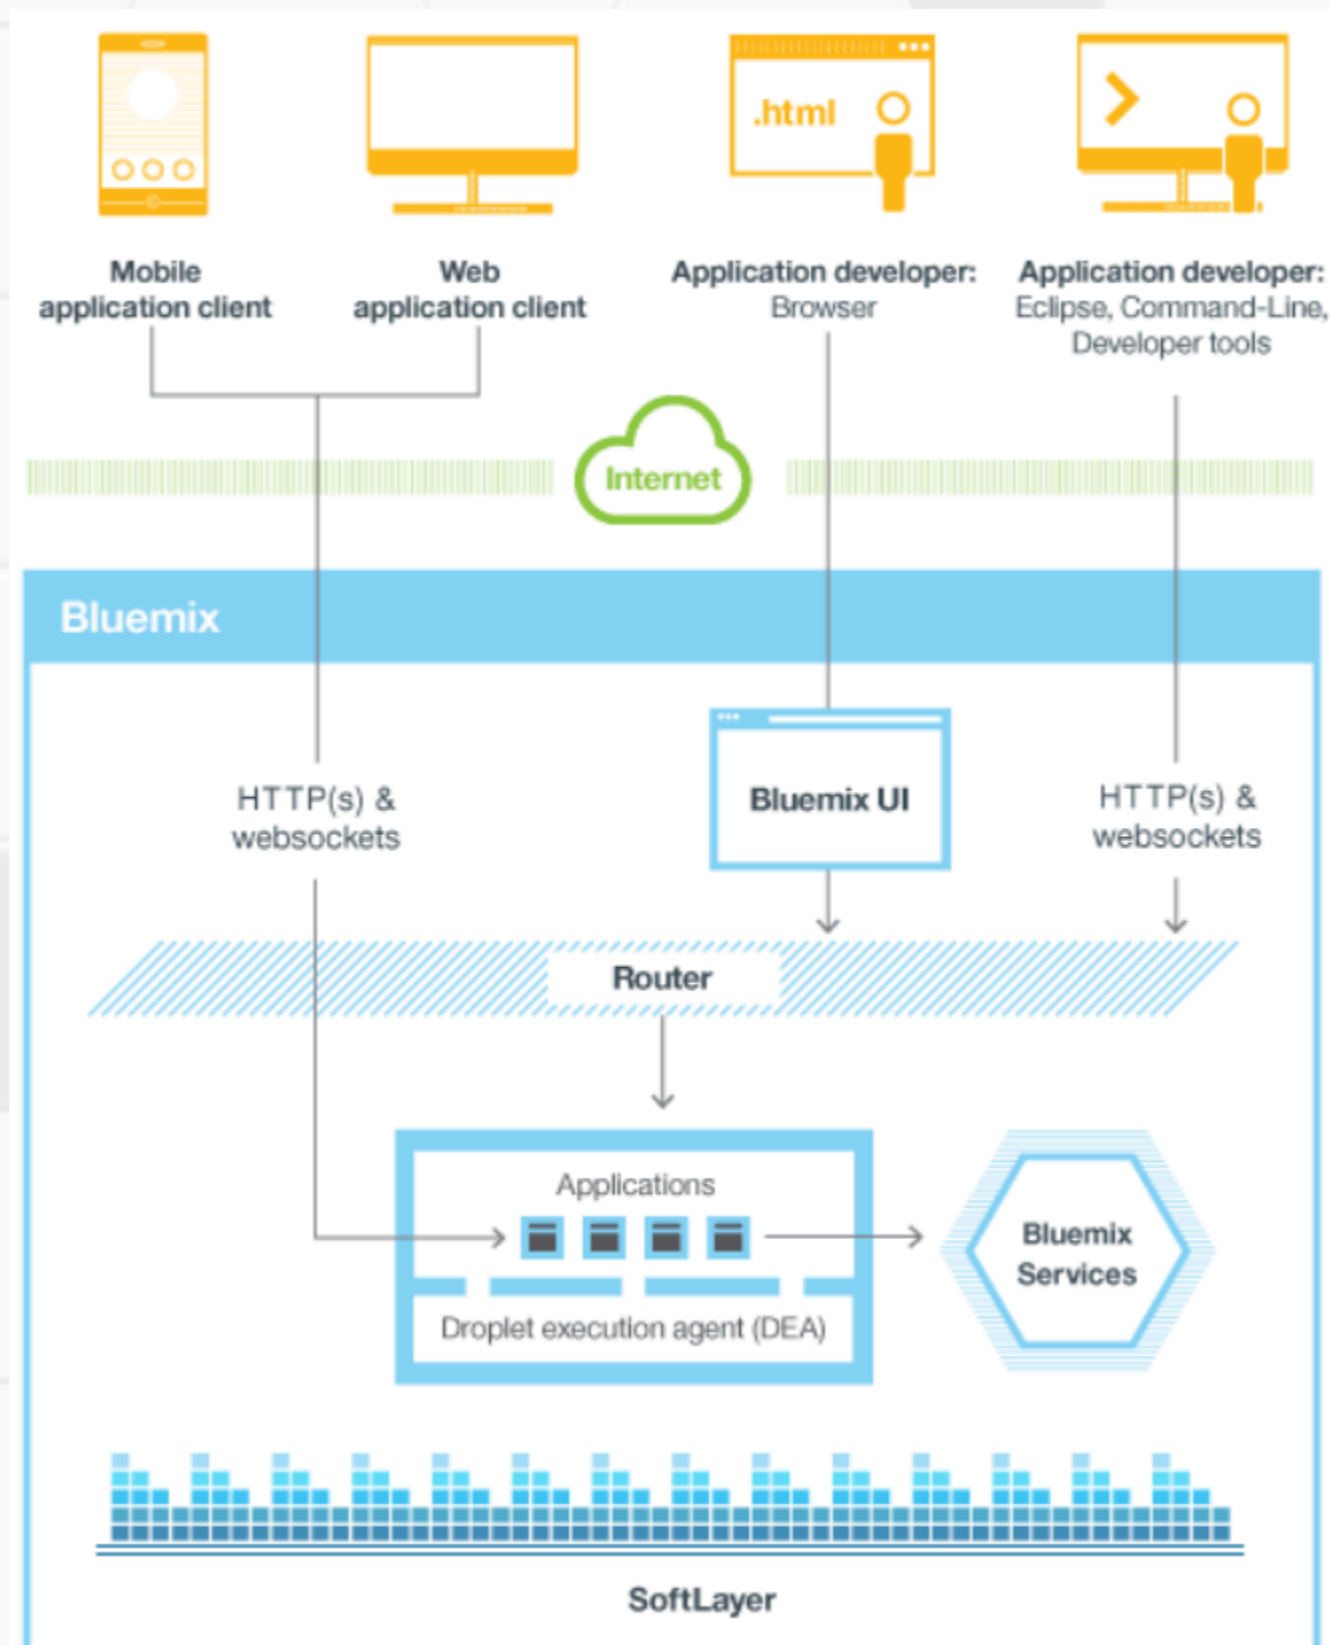 .html
Mobile
application client
Web
application client
Application developer:
Browser
Application developer:
Eclipse, Command-Line,
Developer tools
Internet
Bluemix
HTTP(s) &
websockets
Bluemix UI
HTTP(s) &
websockets
Router
Applications
Droplet execution agent (DEA)
Bluemix
Services
SoftLayer